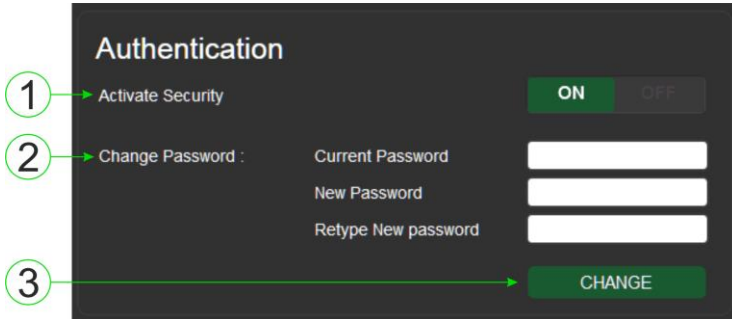 Authentication
1 Activate Security ON OFF
2 Change Password : Current Password
New Password
Retype New password
3 CHANGE